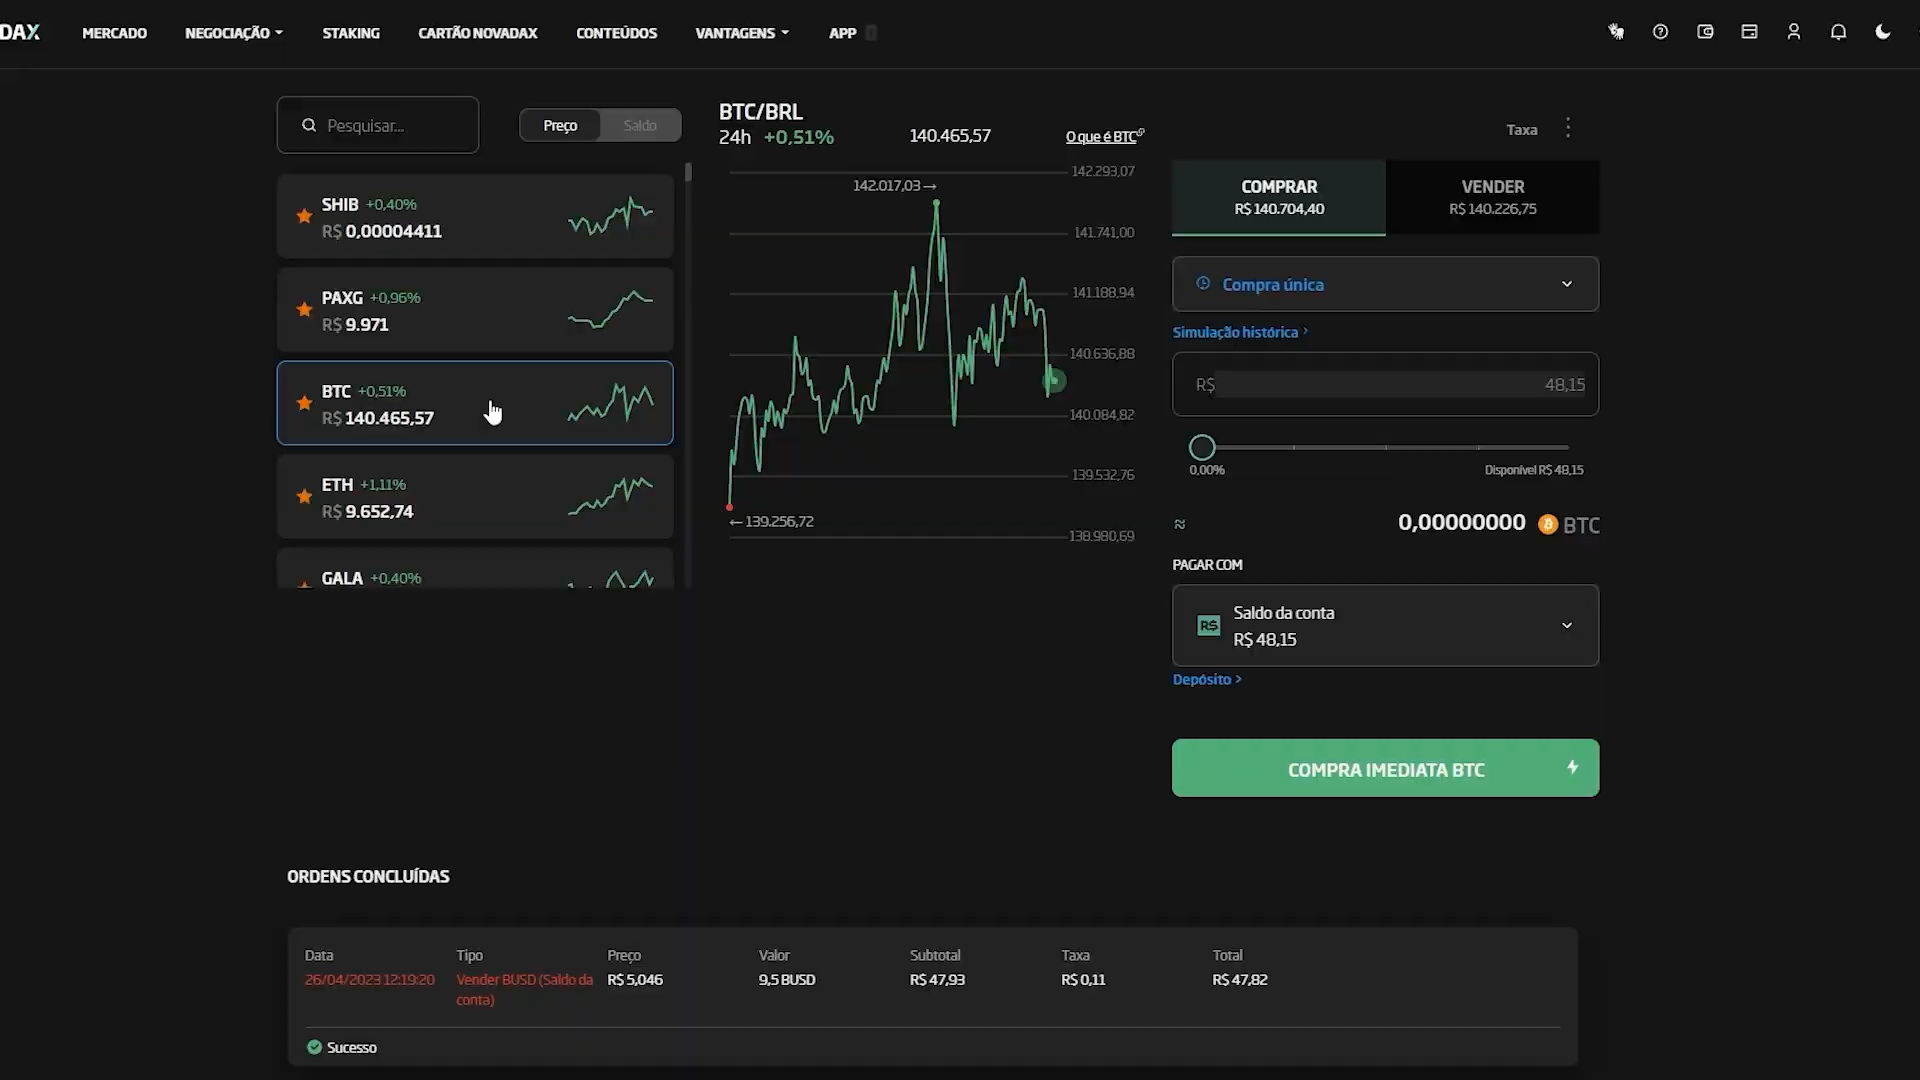 DAX
MERCADO
NEGOCIAÇÃO
STAKING
CARTÃO NOVADAX
CONTEÚDOS
VANTAGENS
APP
Pesquisar...
Preço
Saldo
SHIB +0,40%
R$ 0,00004411
PAXG +0,96%
R$ 9.971
BTC +0,51%
R$ 140.465,57
ETH +1,11%
R$ 9.652,74
GALA +0,40%
BTC/BRL
24h +0,51%
140.465,57
O que é BTC
142.293,07
142.017,03→
141.741,00
141.188,94
140.636,88
140.084,82
139.532,76
←139.256,72
138.980,69
Taxa
COMPRAR
R$ 140.704,40
VENDER
R$ 140.226,75
Compra única
Simulação histórica >
R$ 48,15
0,00%
Disponível R$ 48,15
≈ 0,00000000 BTC
PAGAR COM
R$
Saldo da conta
R$ 48,15
Depósito >
COMPRA IMEDIATA BTC
ORDENS CONCLUÍDAS
Data Tipo Preço Valor Subtotal Taxa Total
26/04/2023 12:19:20 Vender BUSD (Saldo da R$ 5,046 9,5 BUSD R$ 47,93 R$ 0,11 R$ 47,82
conta)
Sucesso